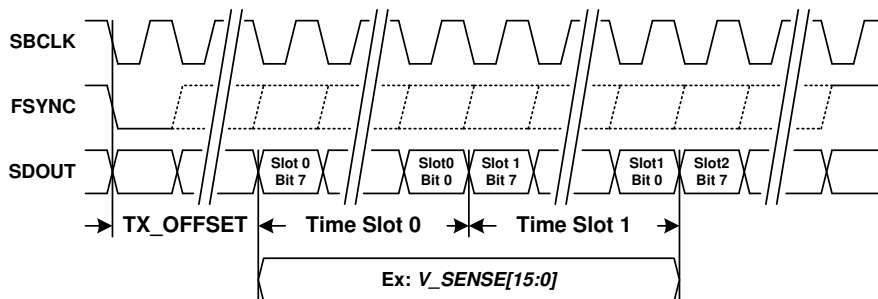 SBCLK
FSYNC
SDOUT
Slot 0
Bit 7
Slot0
Bit 0
Slot 1
Bit 7
Slot1
Bit 0
Slot2
Bit 7
TX_OFFSET
Time Slot 0
Time Slot 1
Ex: V_SENSE[15:0]